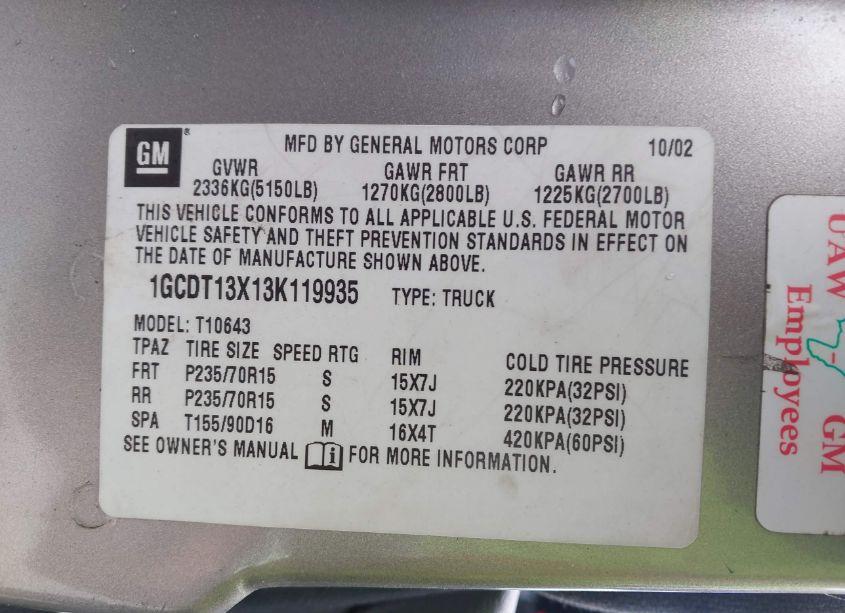 GM ® MFD BY GENERAL MOTORS CORP 10/02
GVWR GAWR FRT GAWR RR
2336KG(5150LB) 1270KG(2800LB) 1225KG(2700LB)
THIS VEHICLE CONFORMS TO ALL APPLICABLE U.S. FEDERAL MOTOR
VEHICLE SAFETY AND THEFT PREVENTION STANDARDS IN EFFECT ON
THE DATE OF MANUFACTURE SHOWN ABOVE.
1GCDT13X13K119935 TYPE: TRUCK
MODEL: T10643
TPAZ TIRE SIZE SPEED RTG RIM COLD TIRE PRESSURE
FRT P235/70R15 S 15X7J 220KPA(32PSI)
RR P235/70R15 S 15X7J 220KPA(32PSI)
SPA T155/90D16 M 16X4T 420KPA(60PSI)
SEE OWNER'S MANUAL i FOR MORE INFORMATION.
UAW - GM
Employees